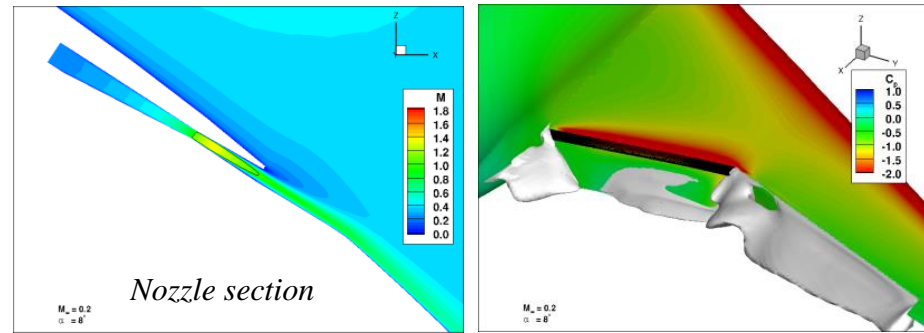 Z
X
M
1.8
1.6
1.4
1.2
1.0
0.8
0.6
0.4
0.2
0.0
Nozzle section
M∞ = 0.2
α = 8°
Z
X
Y
Cp
1.0
0.5
0.0
-0.5
-1.0
-1.5
-2.0
M∞ = 0.2
α = 8°